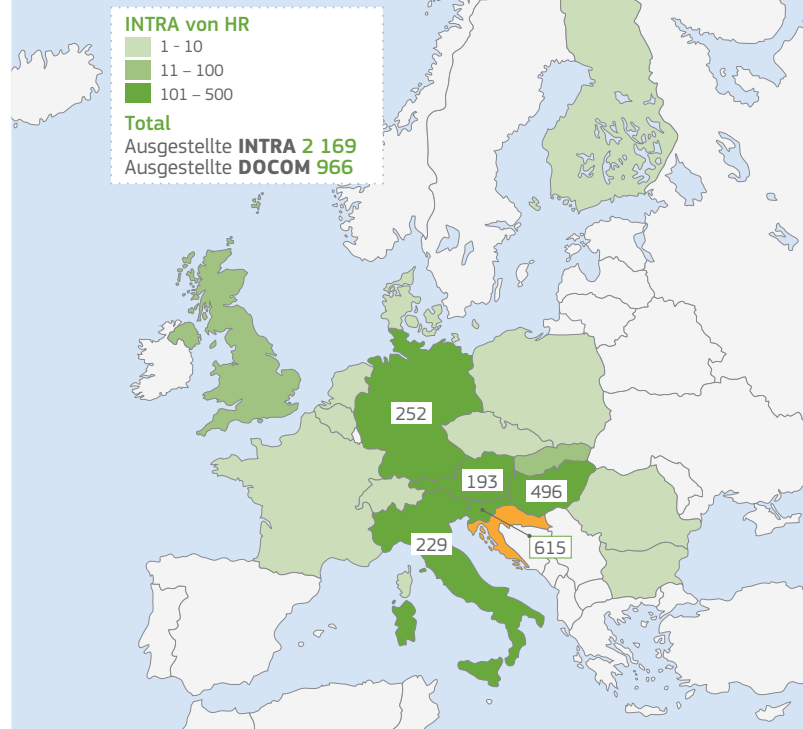 INTRA von HR
1 - 10
11 – 100
101 – 500
Total
Ausgestellte INTRA 2 169
Ausgestellte DOCOM 966
252
193
496
229
615